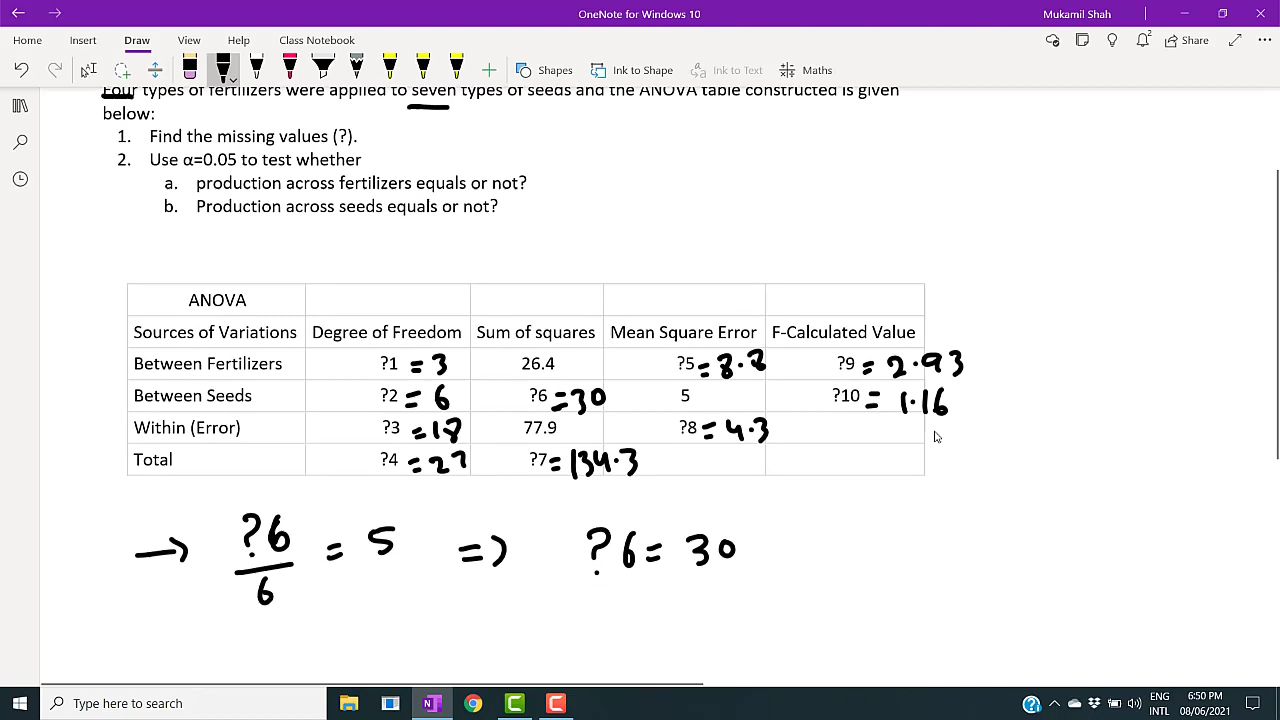 OneNote for Windows 10
Mukamil Shah
Home Insert Draw View Help Class Notebook
Share
Shapes Ink to Shape Ink to Text Maths
Four types of fertilizers were applied to seven types of seeds and the ANOVA table constructed is given
below:
1. Find the missing values (?).
2. Use α=0.05 to test whether
a. production across fertilizers equals or not?
b. Production across seeds equals or not?
ANOVA
Sources of Variations Degree of Freedom Sum of squares Mean Square Error F-Calculated Value
Between Fertilizers ?1 = 3 26.4 ?5 = 8.8 ?9 = 2.93
Between Seeds ?2 = 6 ?6 = 30 5 ?10 = 1.16
Within (Error) ?3 = 18 77.9 ?8 = 4.3
Total ?4 = 27 ?7 = 134.3
→ ?6/6 = 5 => ?6 = 30
Type here to search
ENG
INTL
6:50 PM
08/06/2021